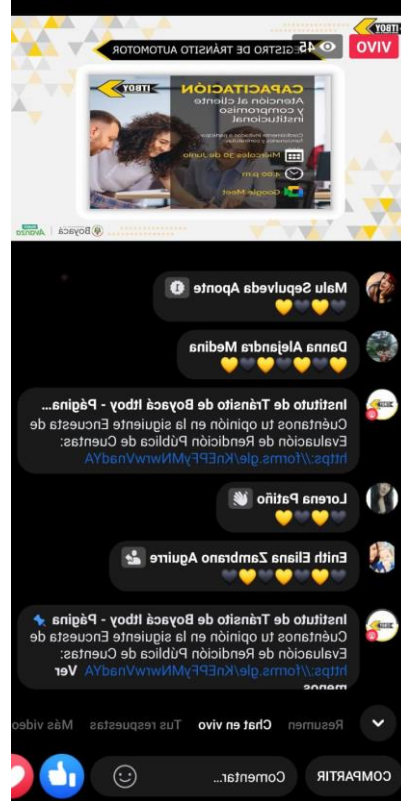 ITBOY
VIVO
45
REGISTRO DE TRÁNSITO AUTOMOTOR
ITBOY
CAPACITACIÓN
Atención al cliente
y compromiso
institucional
Miércoles 30 de Junio
4:00 p.m
Google Meet
Boyacá
Avanza
Malu Sepulveda Aponte
Danna Alejandra Medina
Instituto de Tránsito de Boyacá Itboy - Página...
Cuéntanos tu opinión en la siguiente Encuesta de
Evaluación de Rendición Pública de Cuentas:
https://forms.gle/KnEPFyMNwrwVnadYA
Lorena Patiño
Enith Eliana Zambrano Aguirre
Instituto de Tránsito de Boyacá Itboy - Página
Cuéntanos tu opinión en la siguiente Encuesta de
Evaluación de Rendición Pública de Cuentas:
https://forms.gle/KnEPFyMNwrwVnadYA Ver
menos
Resumen Chat en vivo Tus respuestas Más video
COMPARTIR Comentar...